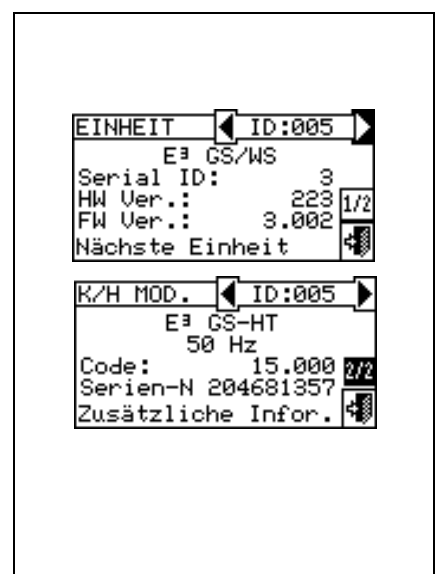 EINHEIT ID:005
E³ GS/WS
Serial ID: 3
HW Ver.: 223
1/2
FW Ver.: 3.002
Nächste Einheit
K/H MOD. ID:005
E³ GS-HT
50 Hz
Code: 15.000
2/2
Serien-N 204681357
Zusätzliche Infor.